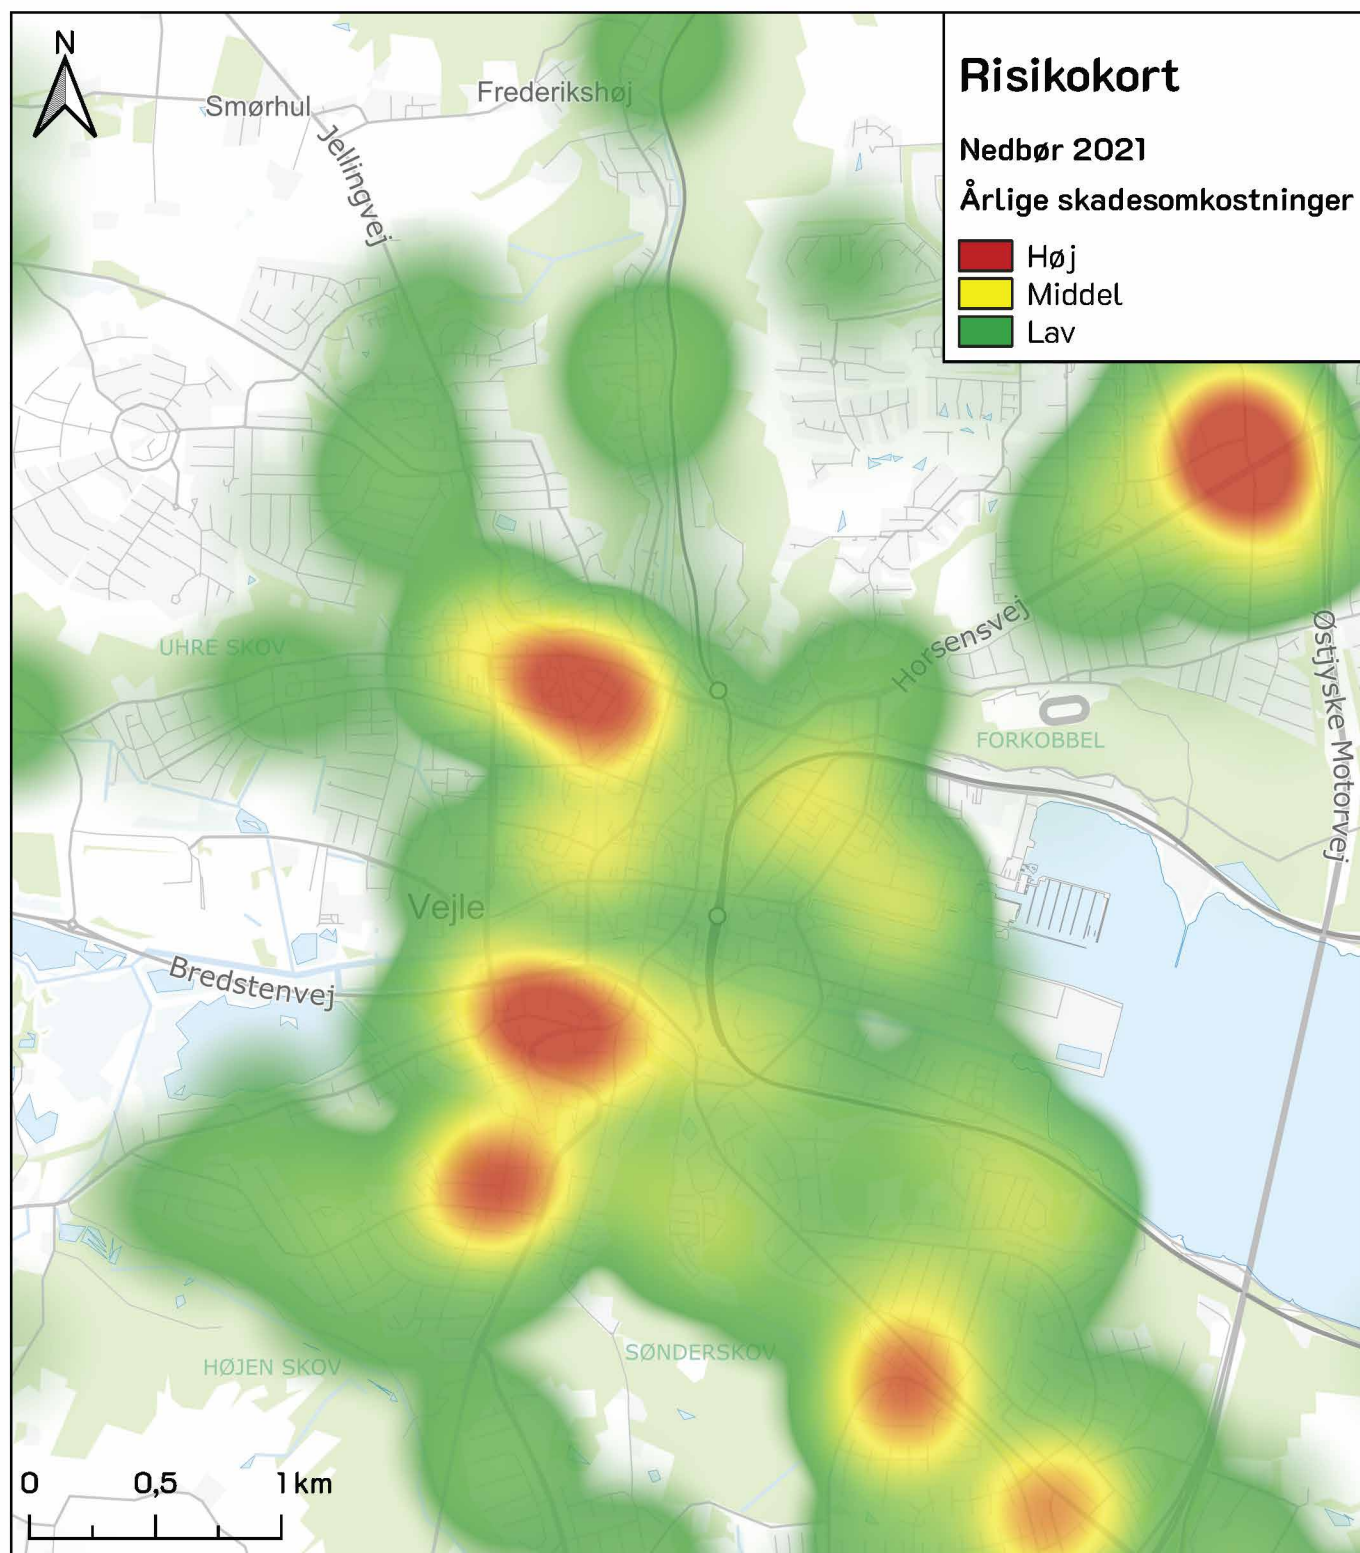 N
Smørhul
Frederikshøj
Jellingvej
Risikokort
Nedbør 2021
Årlige skadesomkostninger
Høj
Middel
Lav
UHRE SKOV
Horsensvej
FORKOBBEL
Østjyske Motorvej
Vejle
Bredstenvej
HØJEN SKOV
SØNDERSKOV
0 0,5 1 km